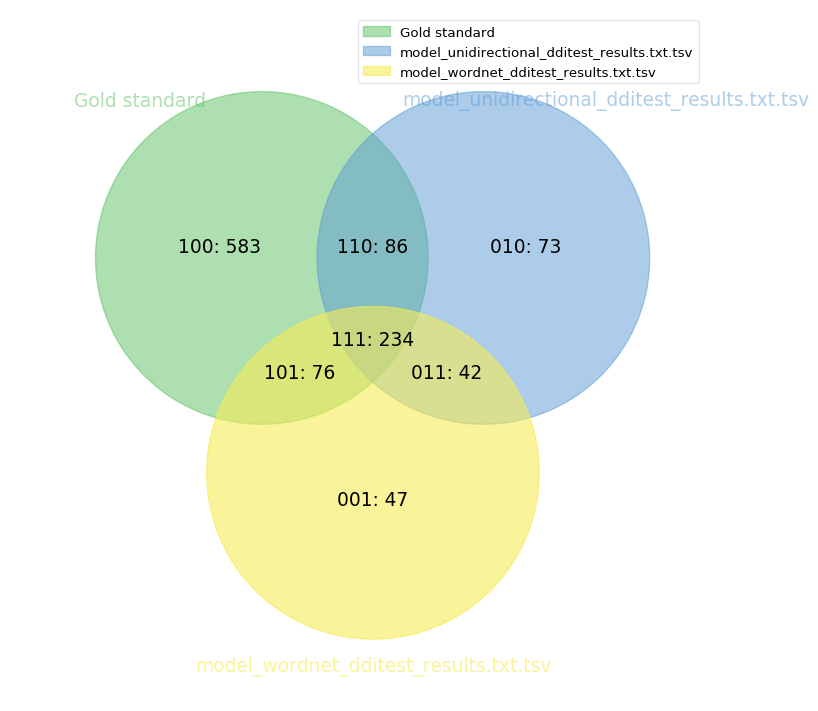 Gold standard
model_unidirectional_dditest_results.txt.tsv
model_wordnet_dditest_results.txt.tsv
Gold standard
model_unidirectional_dditest_results.txt.tsv
100: 583
110: 86
010: 73
111: 234
101: 76
011: 42
001: 47
model_wordnet_dditest_results.txt.tsv